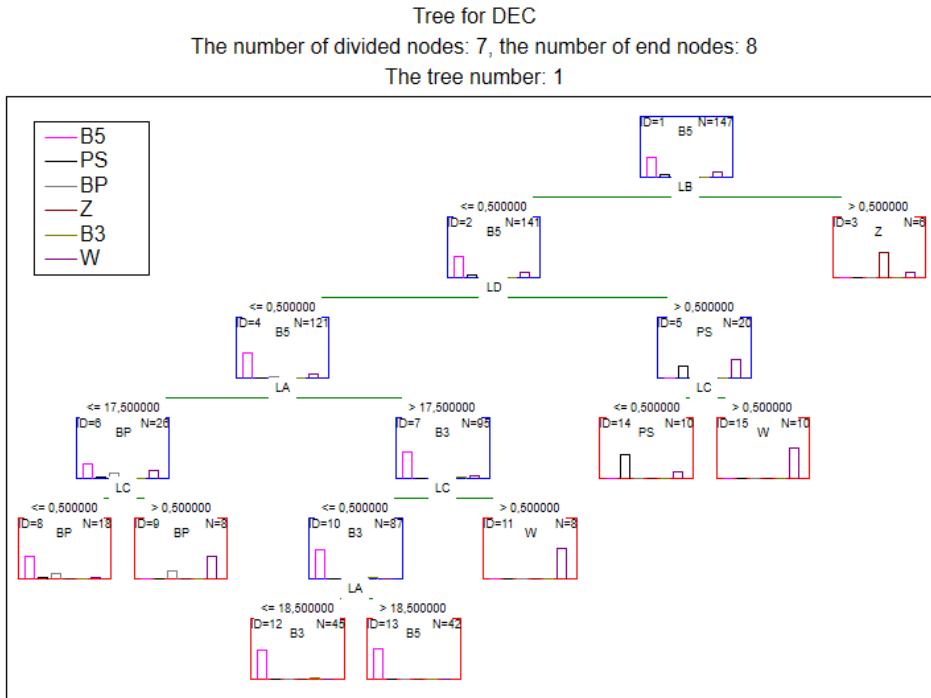 Tree for DEC
The number of divided nodes: 7, the number of end nodes: 8
The tree number: 1
B5
PS
BP
Z
B3
W
ID=1 N=147
B5
LB
<= 0,500000 > 0,500000
ID=2 N=141 ID=3 N=6
B5 Z
LD
<= 0,500000 > 0,500000
ID=4 N=121 ID=5 N=20
B5 PS
LA LC
<= 17,500000 > 17,500000 <= 0,500000 > 0,500000
ID=6 N=26 ID=7 N=95 ID=14 N=10 ID=15 N=10
BP B3 PS W
LC LC
<= 0,500000 > 0,500000 <= 0,500000 > 0,500000
ID=8 N=18 ID=9 N=8 ID=10 N=87 ID=11 N=8
BP BP B3 W
LA
<= 18,500000 > 18,500000
ID=12 N=45 ID=13 N=42
B3 B5